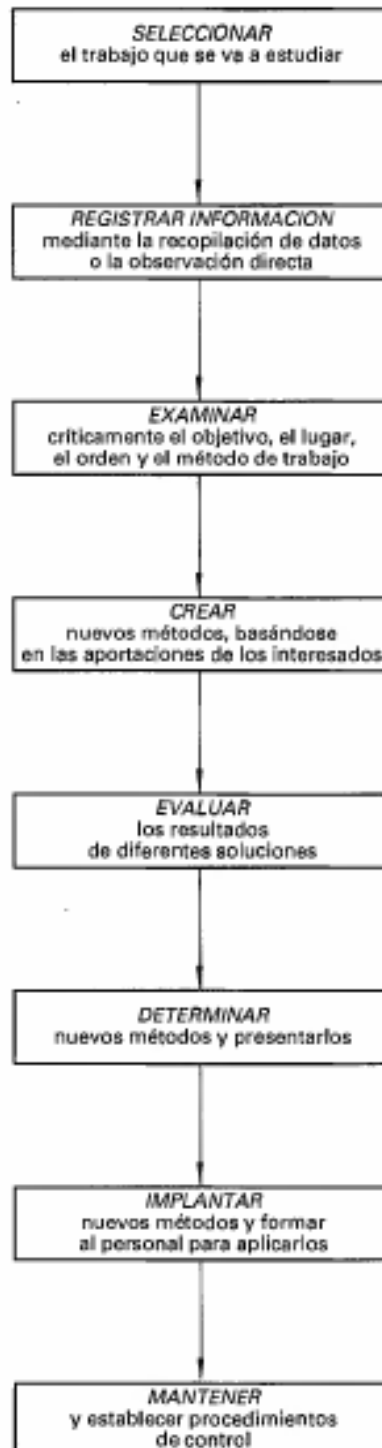 SELECCIONAR
el trabajo que se va a estudiar
REGISTRAR INFORMACION
mediante la recopilación de datos
o la observación directa
EXAMINAR
críticamente el objetivo, el lugar,
el orden y el método de trabajo
CREAR
nuevos métodos, basándose
en las aportaciones de los interesados
EVALUAR
los resultados
de diferentes soluciones
DETERMINAR
nuevos métodos y presentarlos
IMPLANTAR
nuevos métodos y formar
al personal para aplicarlos
MANTENER
y establecer procedimientos
de control